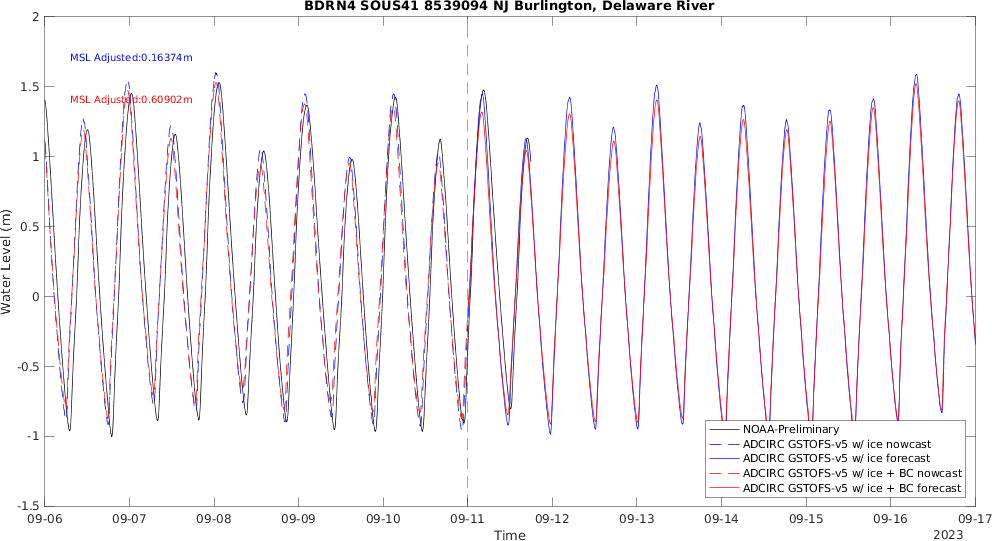 BDRN4 SOUS41 8539094 NJ Burlington, Delaware River
2
1.5
1
0.5
0
-0.5
-1
-1.5
Water Level (m)
MSL Adjusted:0.16374m
MSL Adjusted:0.60902m
NOAA-Preliminary
ADCIRC GSTOFS-v5 w/ ice nowcast
ADCIRC GSTOFS-v5 w/ ice forecast
ADCIRC GSTOFS-v5 w/ ice + BC nowcast
ADCIRC GSTOFS-v5 w/ ice + BC forecast
09-06 09-07 09-08 09-09 09-10 09-11 09-12 09-13 09-14 09-15 09-16 09-17
Time
2023